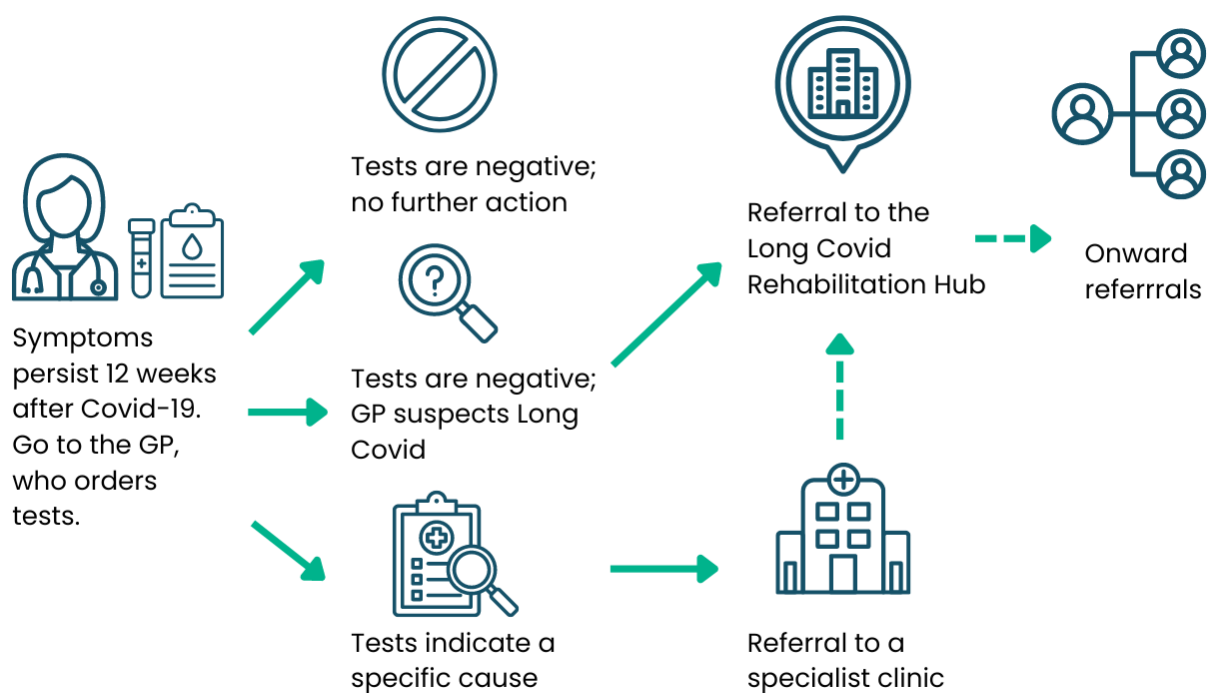 Symptoms
persist 12 weeks
after Covid-19.
Go to the GP,
who orders
tests.
Tests are negative;
no further action
?
Tests are negative;
GP suspects Long
Covid
Tests indicate a
specific cause
Referral to the
Long Covid
Rehabilitation Hub
Referral to a
specialist clinic
Onward
referrrals